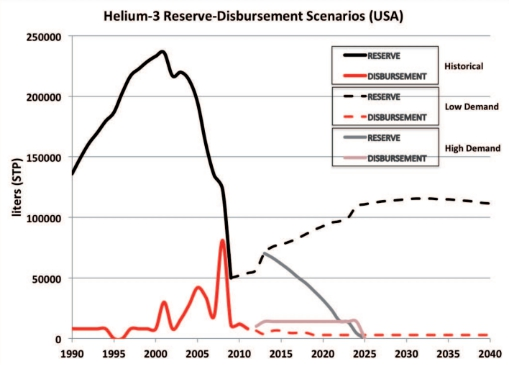 Helium-3 Reserve-Disbursement Scenarios (USA)
liters (STP)
250000
200000
150000
100000
50000
0
RESERVE
DISBURSEMENT
Historical
RESERVE
DISBURSEMENT
Low Demand
RESERVE
DISBURSEMENT
High Demand
1990 1995 2000 2005 2010 2015 2020 2025 2030 2035 2040